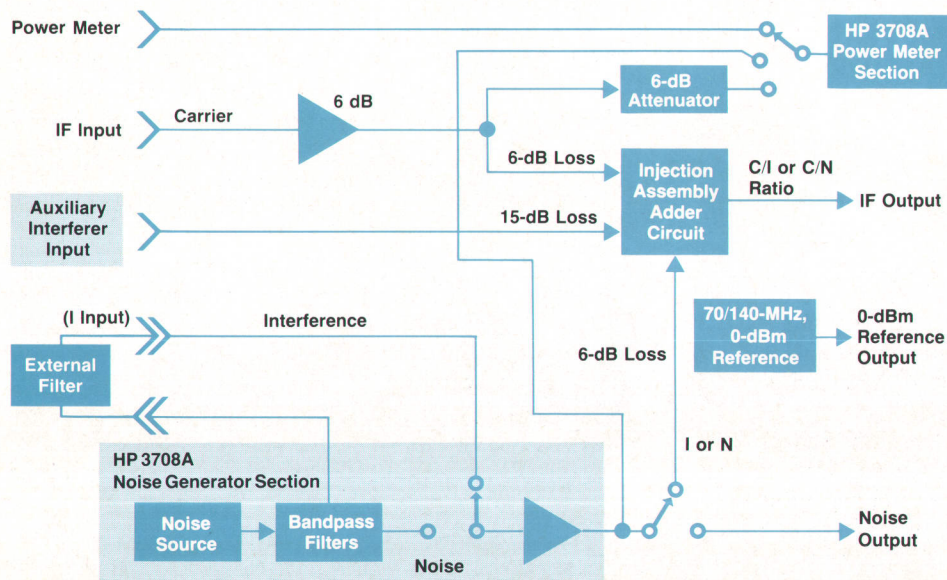 Power Meter
HP 3708A
Power Meter
Section
6 dB
6-dB
Attenuator
Carrier
IF Input
6-dB Loss
Injection
Assembly
Adder
Circuit
C/I or C/N
Ratio
IF Output
Auxiliary
Interferer
Input
15-dB Loss
(I Input)
Interference
External
Filter
6-dB Loss
70/140-MHz,
0-dBm
Reference
0-dBm
Reference
Output
I or N
HP 3708A
Noise Generator Section
Noise
Source
Bandpass
Filters
Noise
Noise
Output